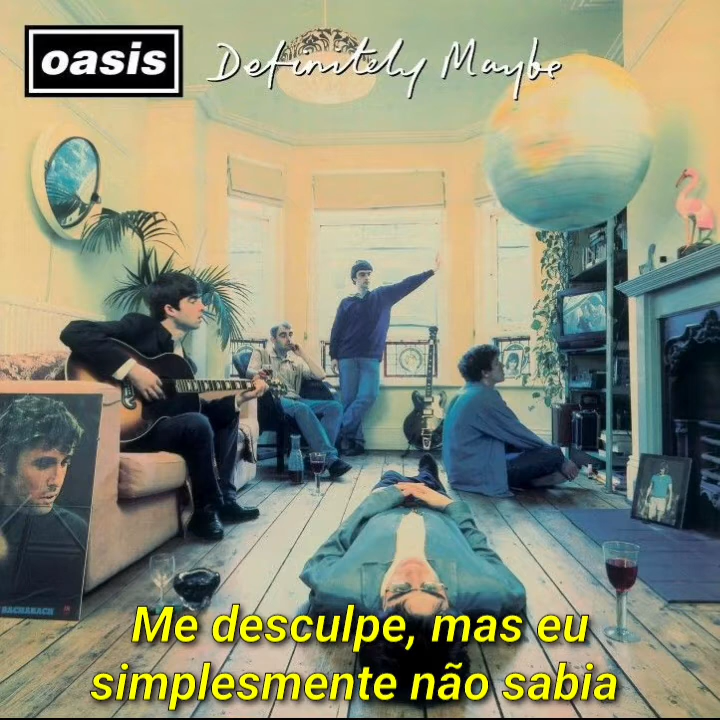 oasis Definitely Maybe
BACHARACH
Me desculpe, mas eu
simplesmente não sabia